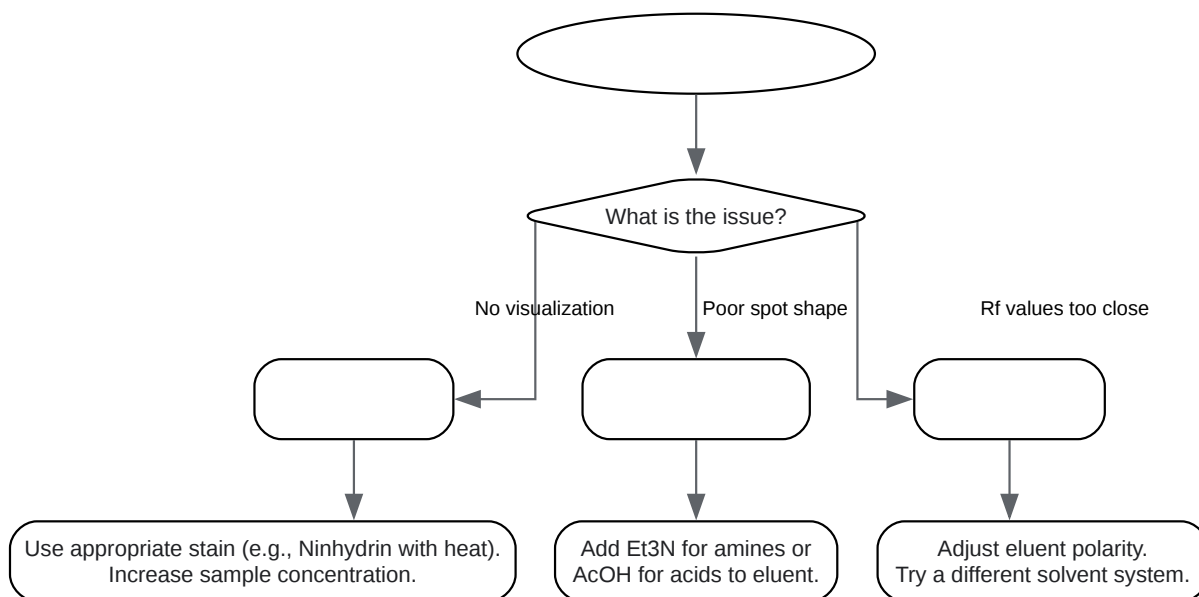 What is the issue?
No visualization
Poor spot shape
Rf values too close
Use appropriate stain (e.g., Ninhydrin with heat).
Increase sample concentration.
Add Et3N for amines or
AcOH for acids to eluent.
Adjust eluent polarity.
Try a different solvent system.